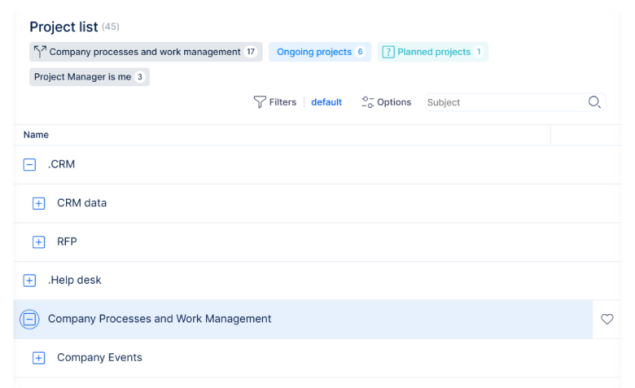 Project list (45)
Company processes and work management 17 Ongoing projects 6 Planned projects 1
Project Manager is me 3
Filters default Options Subject
Name
.CRM
CRM data
RFP
.Help desk
Company Processes and Work Management
Company Events